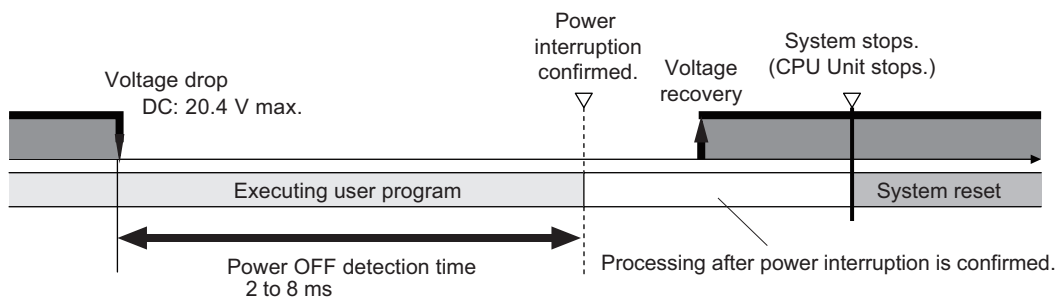 Power
interruption
confirmed.
System stops.
(CPU Unit stops.)
Voltage
recovery
Voltage drop
DC: 20.4 V max.
Executing user program
System reset
Power OFF detection time
2 to 8 ms
Processing after power interruption is confirmed.